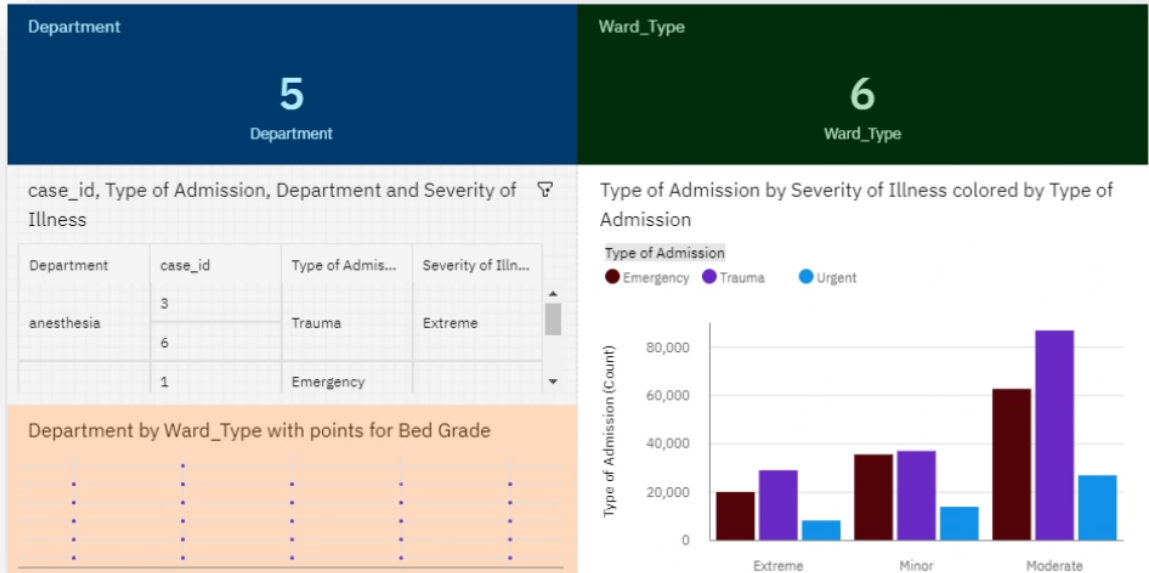 Department
5
Department
Ward_Type
6
Ward_Type
case_id, Type of Admission, Department and Severity of
Illness
Department case_id Type of Admis... Severity of Illn...
3
anesthesia Trauma Extreme
6
1 Emergency
Department by Ward_Type with points for Bed Grade
Type of Admission by Severity of Illness colored by Type of
Admission
Type of Admission
Emergency Trauma Urgent
Type of Admission (Count)
80,000
60,000
40,000
20,000
0
Extreme Minor Moderate